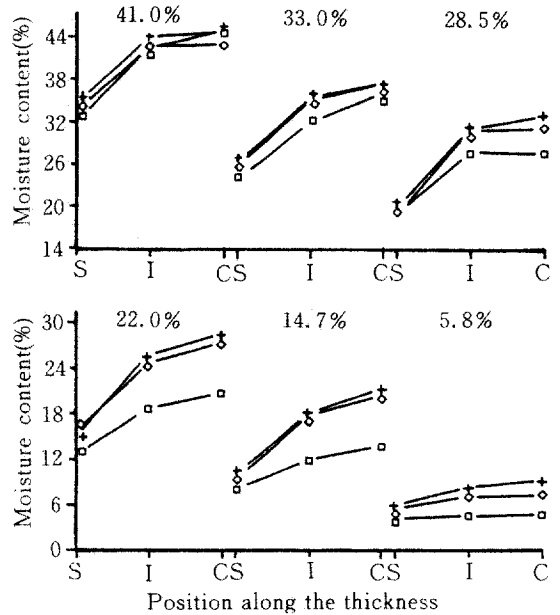 41.0% 33.0% 28.5%
44
38
32
26
20
14
Moisture content(%)
S I CS I CS I C
22.0% 14.7% 5.8%
30
24
18
12
6
0
Moisture content(%)
S I CS I CS I C
Position along the thickness